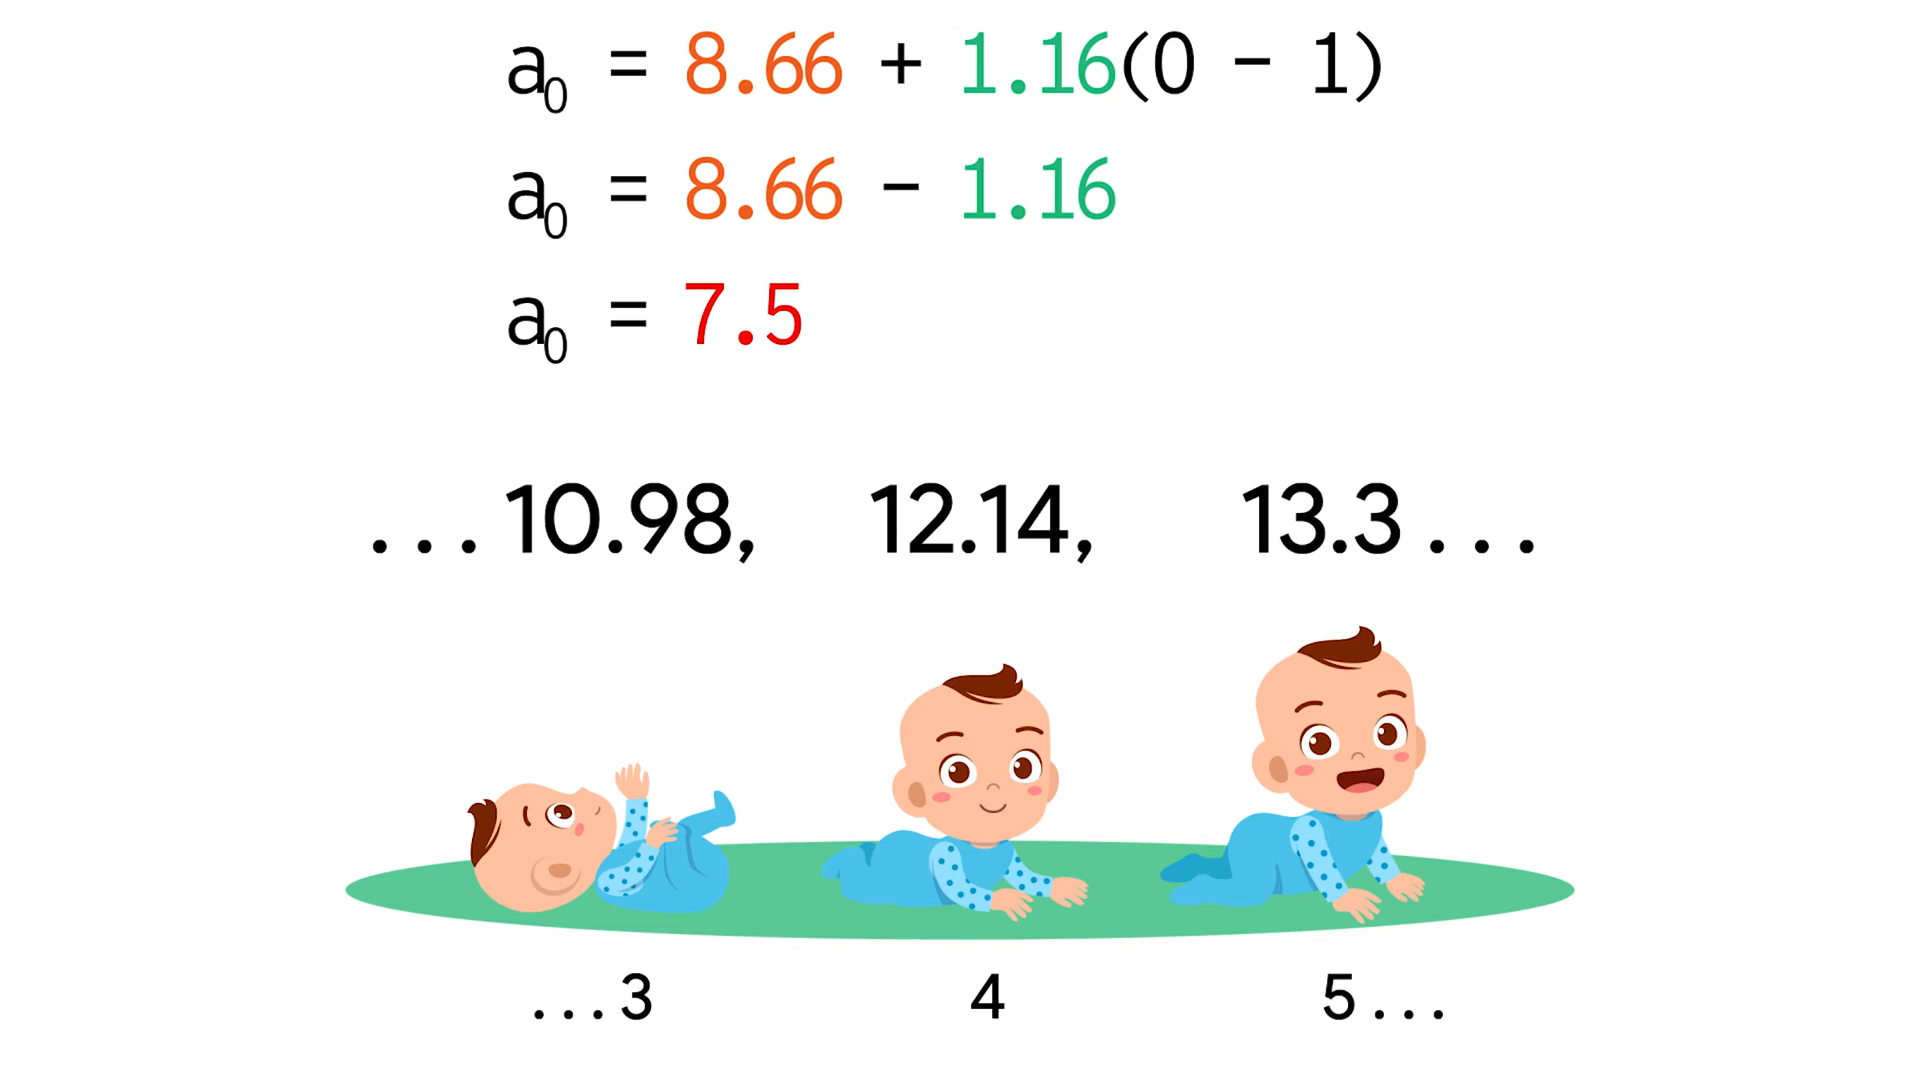 a₀ = 8.66 + 1.16(0 - 1)
a₀ = 8.66 - 1.16
a₀ = 7.5
...10.98, 12.14, 13.3...
...3 4 5...